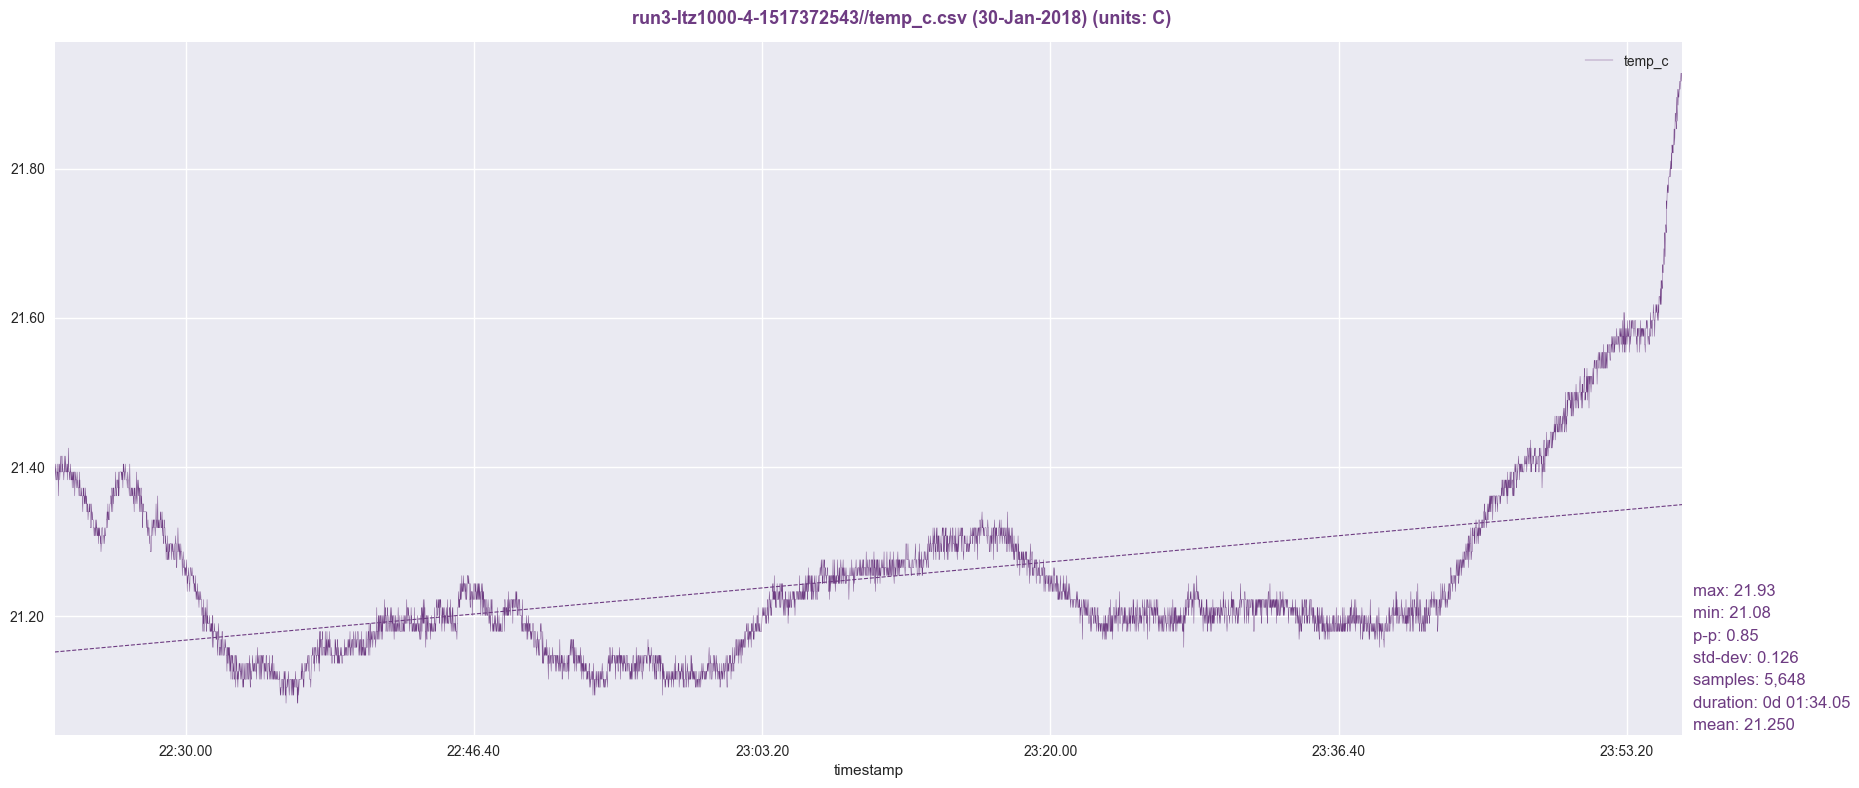 run3-ltz1000-4-1517372543//temp_c.csv (30-Jan-2018) (units: C)
temp_c
21.80
21.60
21.40
21.20
max: 21.93
min: 21.08
p-p: 0.85
std-dev: 0.126
samples: 5,648
duration: 0d 01:34.05
mean: 21.250
22:30.00 22:46.40 23:03.20 23:20.00 23:36.40 23:53.20
timestamp